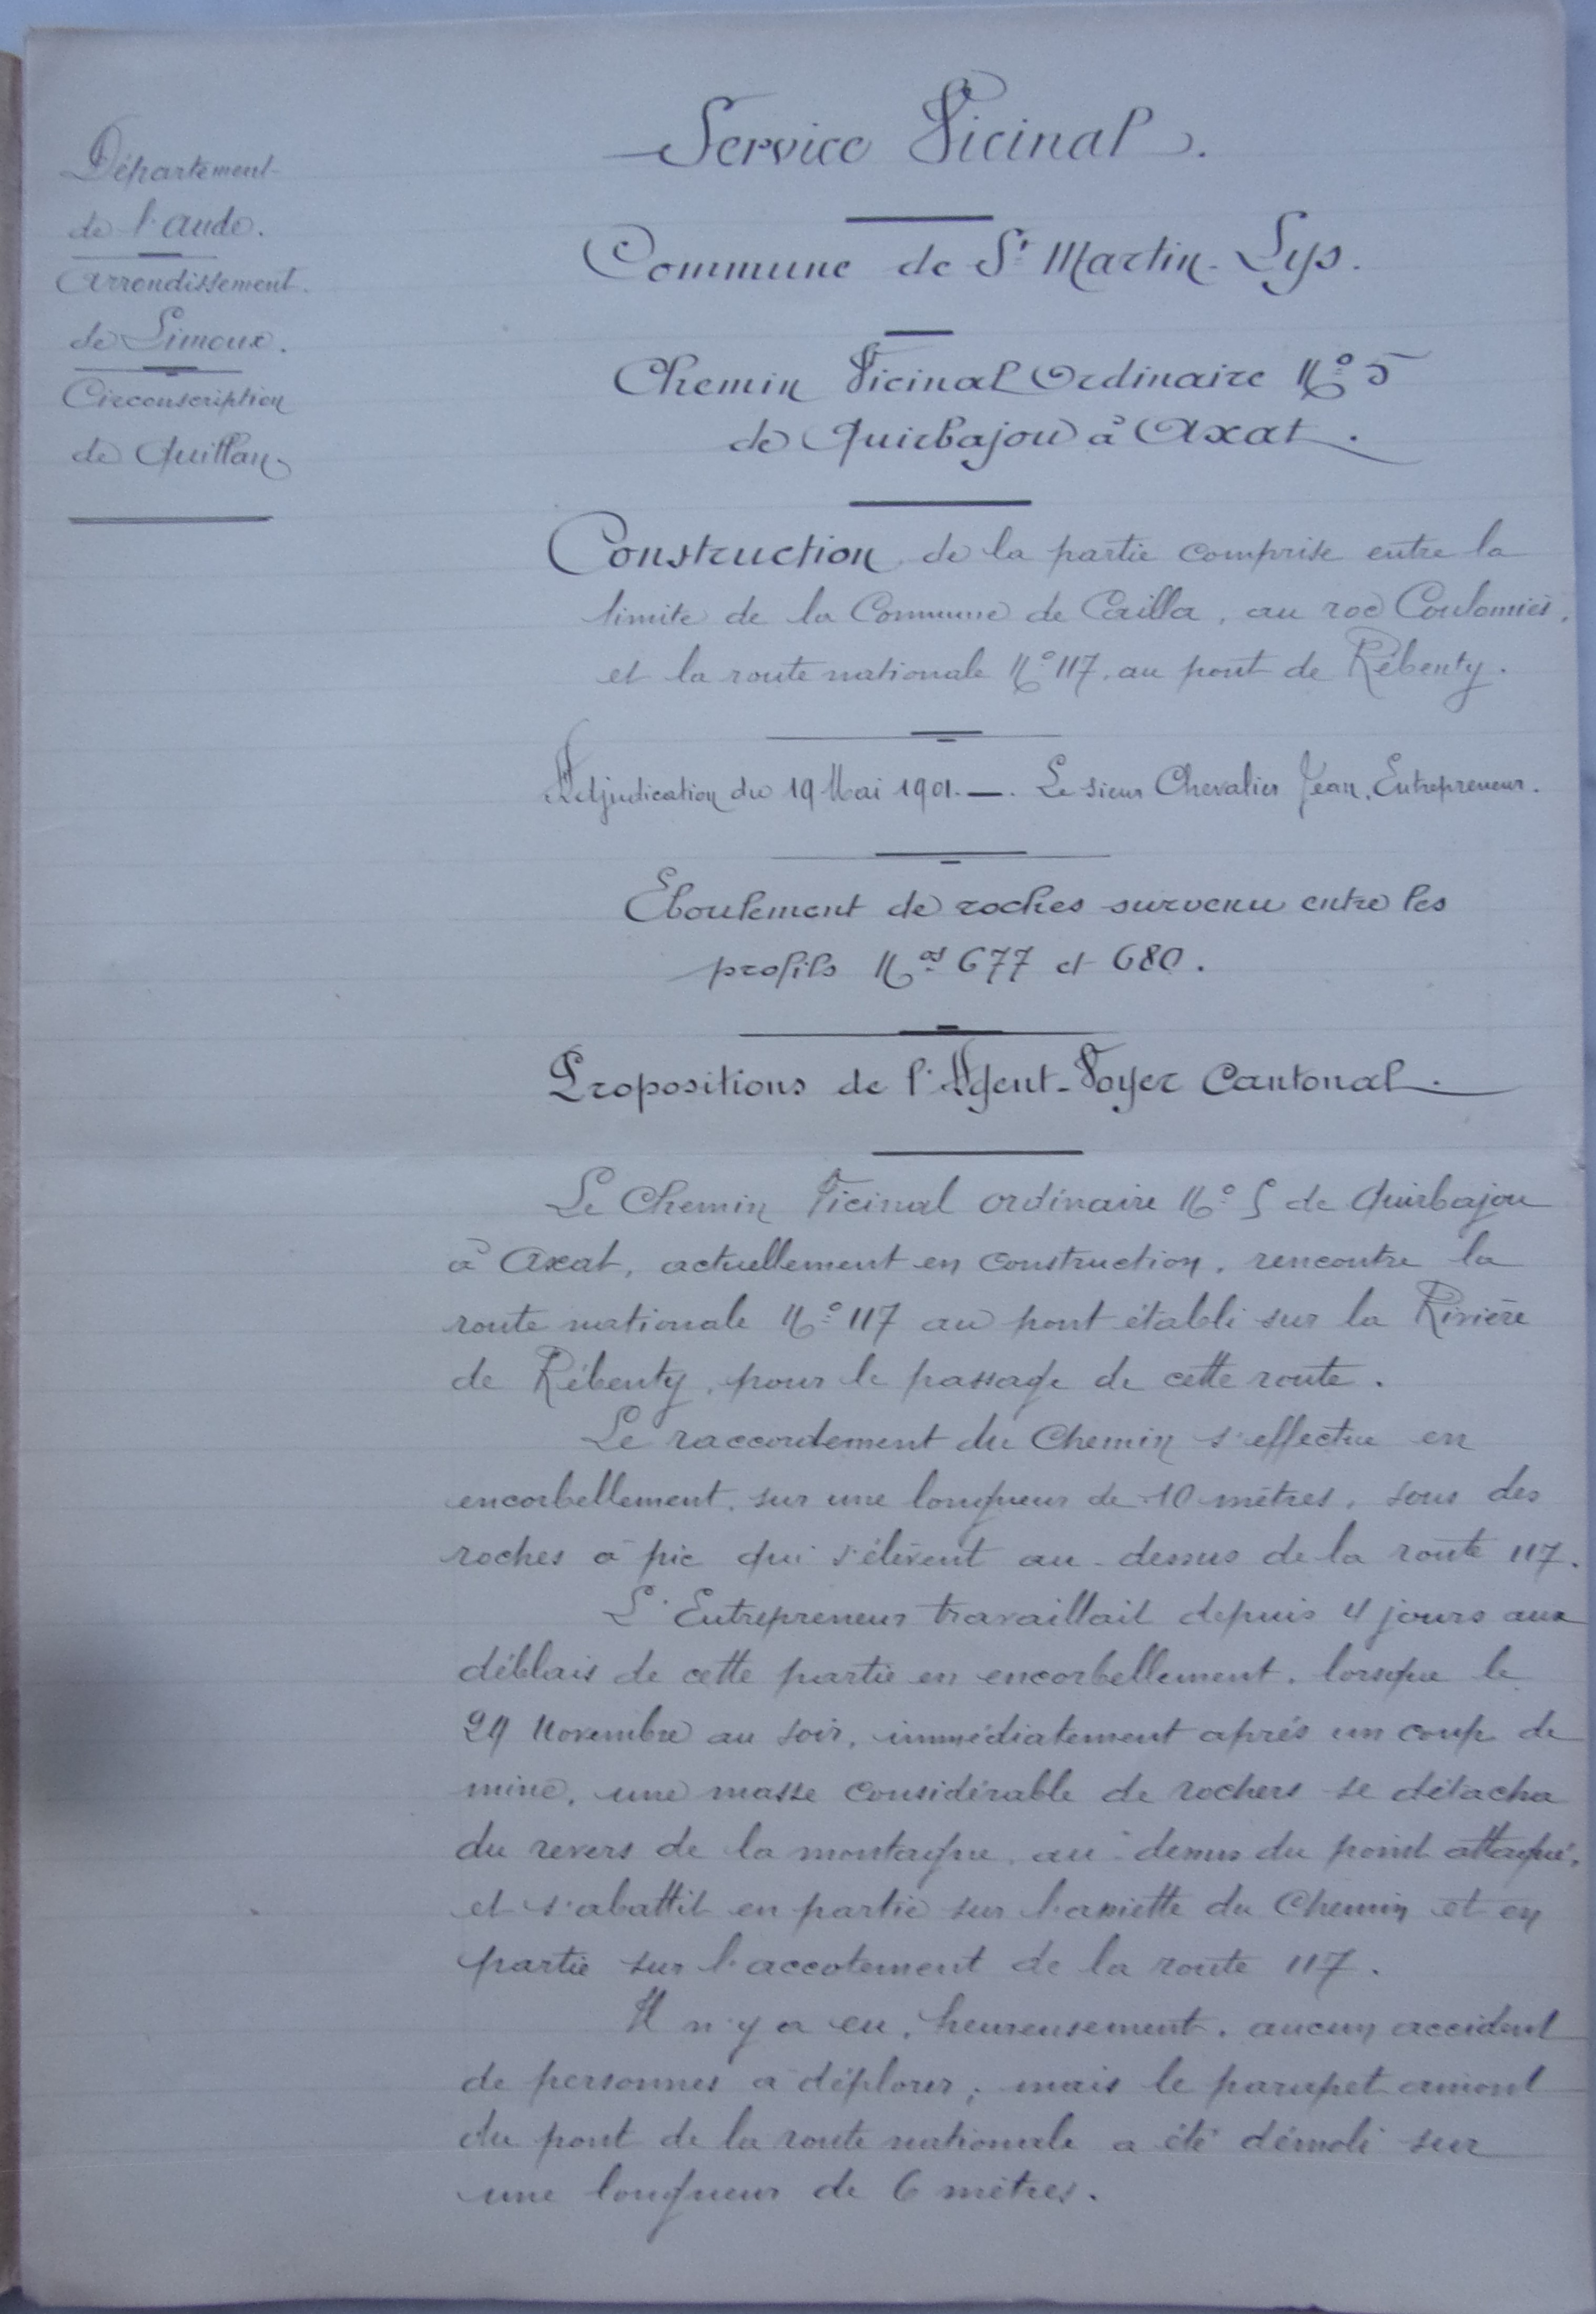 Département
de l'Aude.
Arrondissement.
de Limoux.
Circonscription
de Quillan
Service Vicinal.
Commune de St Martin-Lys.
Chemin Vicinal Ordinaire No 5
de Quirbajou à Axat.
Construction de la partie comprise entre la
limite de la Commune de Cailla, au roc Coulomiès,
et la route nationale No 117, au pont de Rébenty.
Adjudication du 19 Mai 1901. — . Le sieur Chevalier Jean, Entrepreneur.
Eboulement de roches survenu entre les
profils Nos 677 et 680.
Propositions de l'Agent-Voyer Cantonal.
Le Chemin Vicinal ordinaire No 5 de Quirbajou
à Axat, actuellement en construction, rencontre la
route nationale No 117 au pont établi sur la Rivière
de Rébenty, pour le passage de cette route.
Le raccordement du Chemin s'effectue en
encorbellement, sur une longueur de 10 mètres, sous des
roches à pic qui s'élèvent au-dessus de la route 117.
L'Entrepreneur travaillait depuis 4 jours aux
déblais de cette partie en encorbellement, lorsque le
29 Novembre au soir, immédiatement après un coup de
mine, une masse considérable de rochers se détacha
du revers de la montagne, au-dessus du point attaqué,
et s'abattit en partie sur l'assiette du Chemin et en
partie sur l'accotement de la route 117.
Il n'y a eu, heureusement, aucun accident
de personnes à déplorer; mais le parapet amont
du pont de la route nationale a été démoli sur
une longueur de 6 mètres.